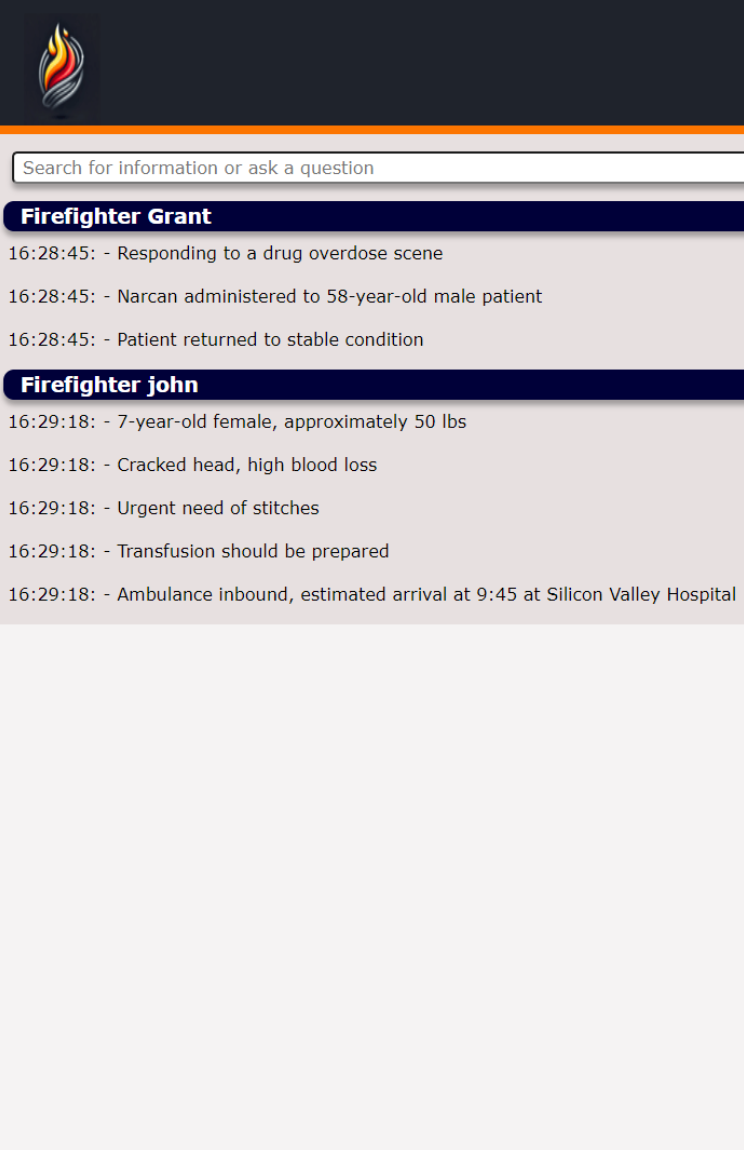 Search for information or ask a question
Firefighter Grant
16:28:45: - Responding to a drug overdose scene
16:28:45: - Narcan administered to 58-year-old male patient
16:28:45: - Patient returned to stable condition
Firefighter john
16:29:18: - 7-year-old female, approximately 50 lbs
16:29:18: - Cracked head, high blood loss
16:29:18: - Urgent need of stitches
16:29:18: - Transfusion should be prepared
16:29:18: - Ambulance inbound, estimated arrival at 9:45 at Silicon Valley Hospital